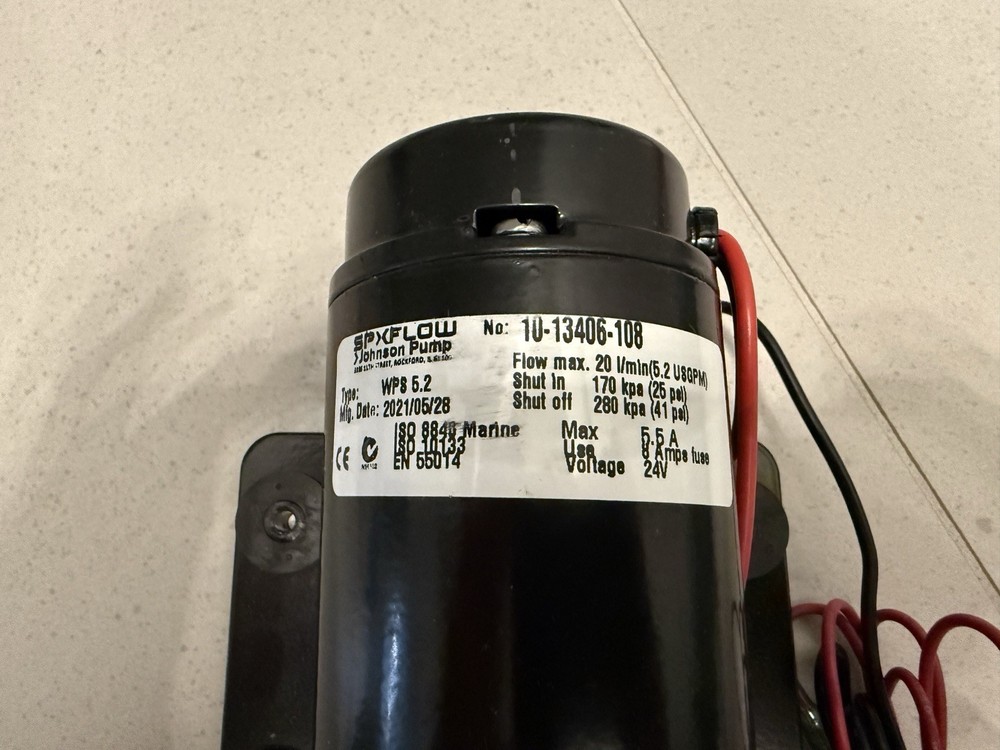 SPXFLOW
Johnson Pump
No: 10-13406-108
Flow max. 20 l/min(5.2 USGPM)
Shut in 170 kpa (25 psi)
Shut off 280 kpa (41 psi)
Type: WPS 5.2
Mfg. Date: 2021/05/28
ISO 8846 Marine
ISO 10133
EN 55014
CE
Max 5.5 A
Use 8 Amps fuse
Voltage 24V